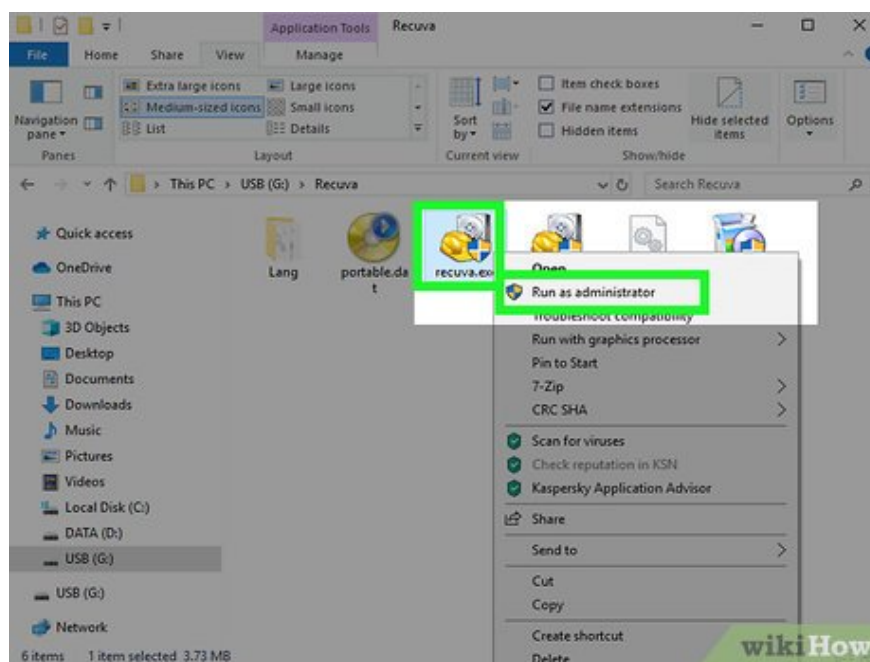 Application Tools
Recuva
File
Home
Share
View
Manage
Navigation pane
Extra large icons
Large icons
Medium-sized icons
Small icons
List
Details
Sort by
Item check boxes
File name extensions
Hidden items
Hide selected items
Options
Panes
Layout
Current view
Show/hide
This PC > USB (G:) > Recuva
Search Recuva
Quick access
OneDrive
This PC
3D Objects
Desktop
Documents
Downloads
Music
Pictures
Videos
Local Disk (C:)
DATA (D:)
USB (G:)
USB (G:)
Network
Lang
portable.da
t
recuva.ex
Open
Run as administrator
Troubleshoot compatibility
Run with graphics processor
Pin to Start
7-Zip
CRC SHA
Scan for viruses
Check reputation in KSN
Kaspersky Application Advisor
Share
Send to
Cut
Copy
Create shortcut
Delete
6 items
1 item selected 3.73 MB
wikiHow